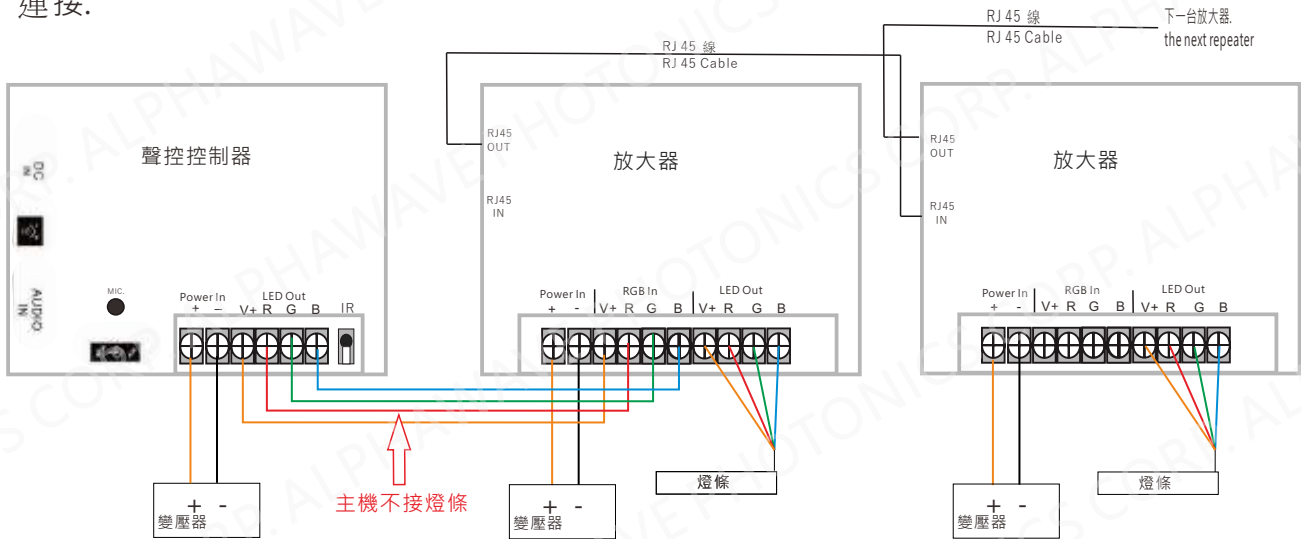 連接.
RJ 45 線
RJ 45 Cable
下一台放大器.
the next repeater
RJ 45 線
RJ 45 Cable
聲控控制器
DC
IN
AUDIO
IN
MIC.
Power In
LED Out
+ – V+ R G B IR
RJ45
OUT
放大器
RJ45
IN
Power In
RGB In
LED Out
+ - V+ R G B V+ R G B
RJ45
OUT
放大器
RJ45
IN
Power In
RGB In
LED Out
+ - V+ R G B V+ R G B
主機不接燈條
+ -
變壓器
+ -
變壓器
燈條
+ -
變壓器
燈條
ALPHAWAVE PHOTONICS CORP.